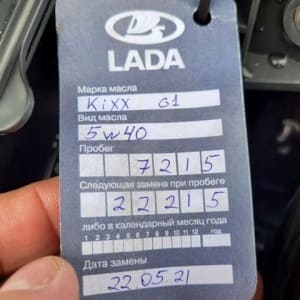 LADA
Марка масла
Kixx G1
Вид масла
5w40
Пробег
7215
Следующая замена при пробеге
22215
либо в календарный месяц года
1 2 3 4 5 6 7 8 9 10 11 12 год
Дата замены
22.05.21